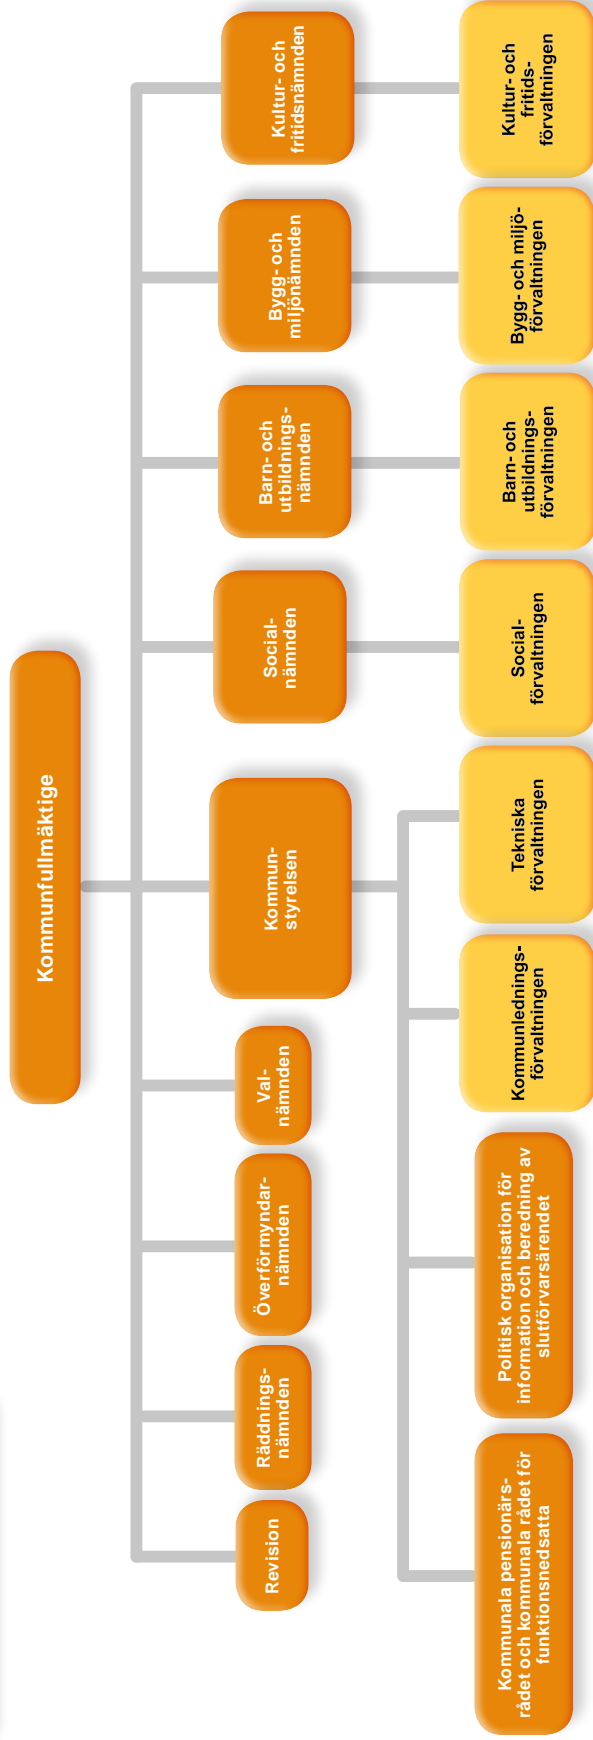 Kommunfullmäktige
Revision
Räddnings-
nämnden
Överförmyndar-
nämnden
Val-
nämnden
Kommun-
styrelsen
Social-
nämnden
Barn- och
utbildnings-
nämnden
Bygg- och
miljönämnden
Kultur- och
fritidsnämnden
Kommunala pensionärs-
rådet och kommunala rådet för
funktionsnedsatta
Politisk organisation för
information och beredning av
slutförvarsärendet
Kommunlednings-
förvaltningen
Tekniska
förvaltningen
Social-
förvaltningen
Barn- och
utbildnings-
förvaltningen
Bygg- och miljö-
förvaltningen
Kultur- och
fritids-
förvaltningen